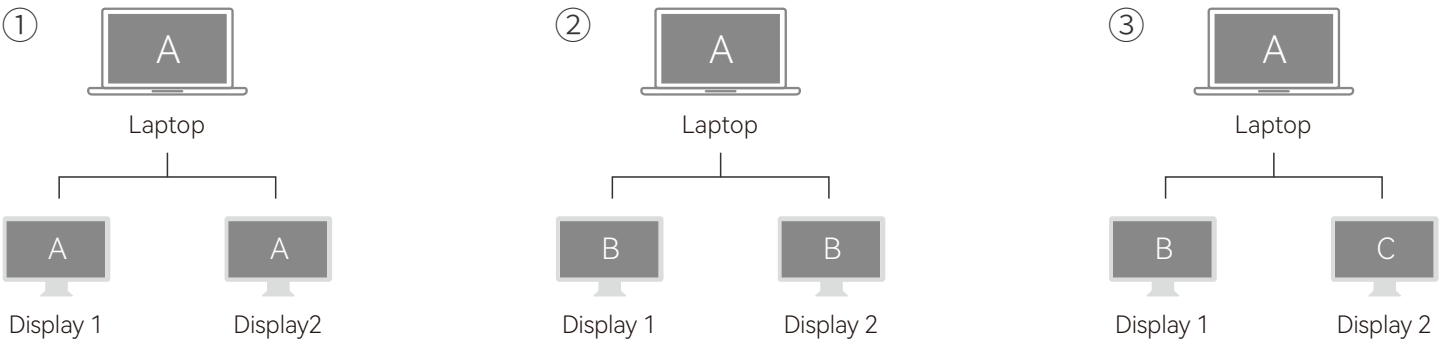 ① A
Laptop
A A
Display 1 Display2
② A
Laptop
B B
Display 1 Display 2
③ A
Laptop
B C
Display 1 Display 2